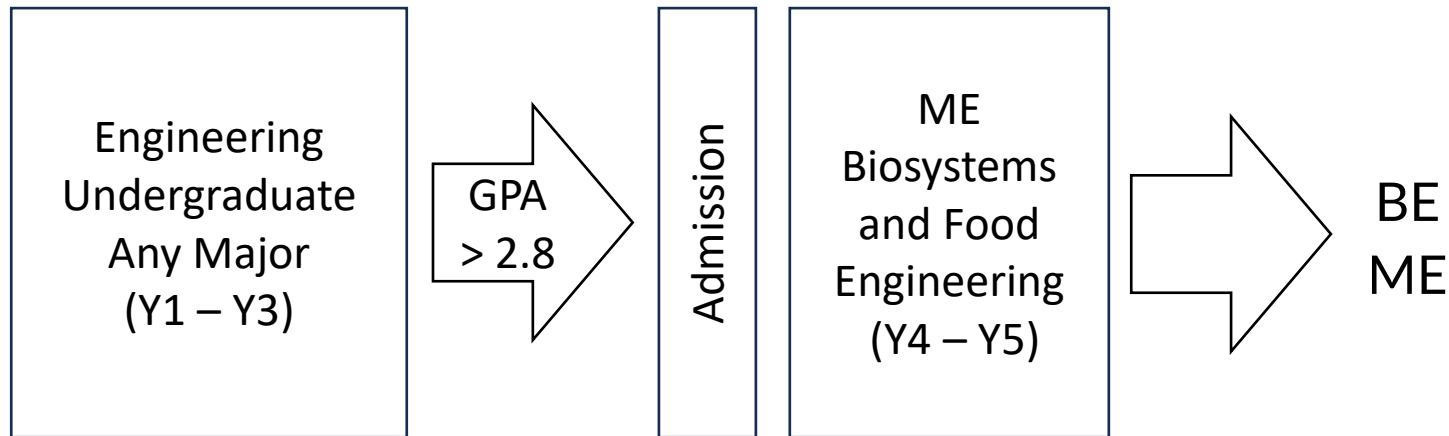 Engineering
Undergraduate
Any Major
(Y1 – Y3)
GPA
> 2.8
Admission
ME
Biosystems
and Food
Engineering
(Y4 – Y5)
BE
ME